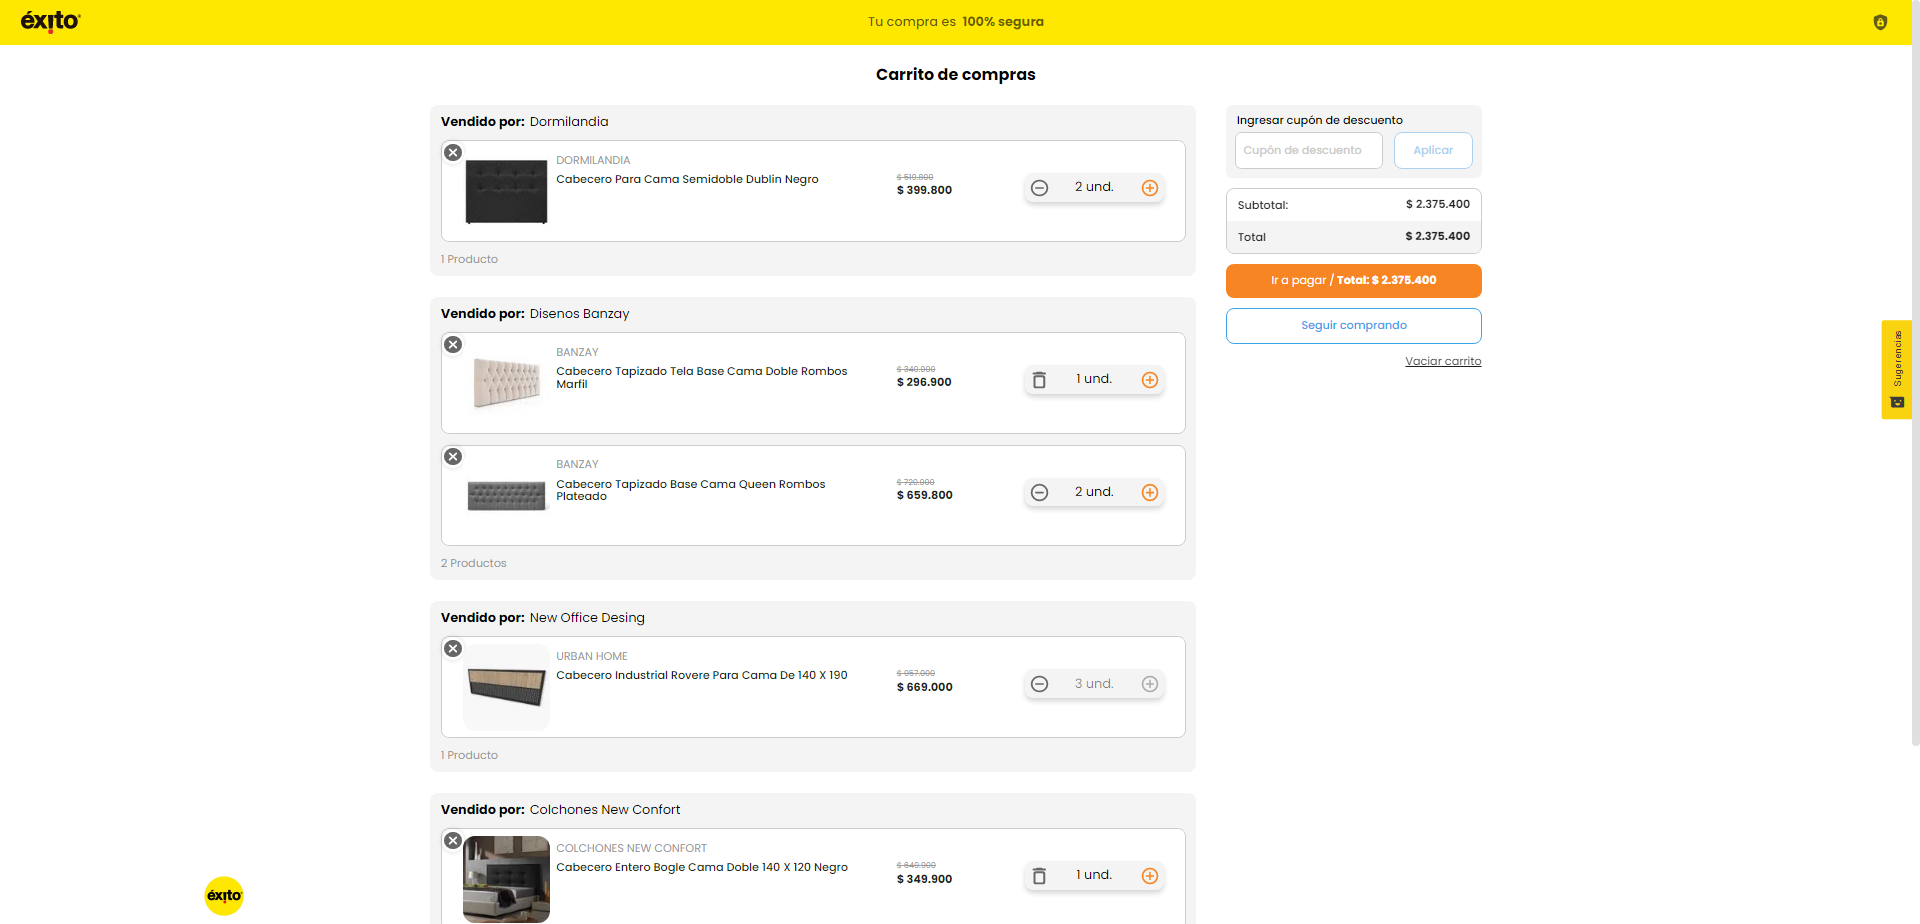 éxito
Tu compra es 100% segura
Carrito de compras
Vendido por: Dormilandia
DORMILANDIA
Cabecero Para Cama Semidoble Dublin Negro
$ 519.800
$ 399.800
2 und.
1 Producto
Vendido por: Disenos Banzay
BANZAY
Cabecero Tapizado Tela Base Cama Doble Rombos
Marfil
$ 340.000
$ 296.900
1 und.
BANZAY
Cabecero Tapizado Base Cama Queen Rombos
Plateado
$ 720.000
$ 659.800
2 und.
2 Productos
Vendido por: New Office Desing
URBAN HOME
Cabecero Industrial Rovere Para Cama De 140 X 190
$ 957.000
$ 669.000
3 und.
1 Producto
Vendido por: Colchones New Confort
COLCHONES NEW CONFORT
Cabecero Entero Bogle Cama Doble 140 X 120 Negro
$ 649.900
$ 349.900
1 und.
Ingresar cupón de descuento
Cupón de descuento
Aplicar
Subtotal: $ 2.375.400
Total $ 2.375.400
Ir a pagar / Total: $ 2.375.400
Seguir comprando
Vaciar carrito
Sugerencias
éxito